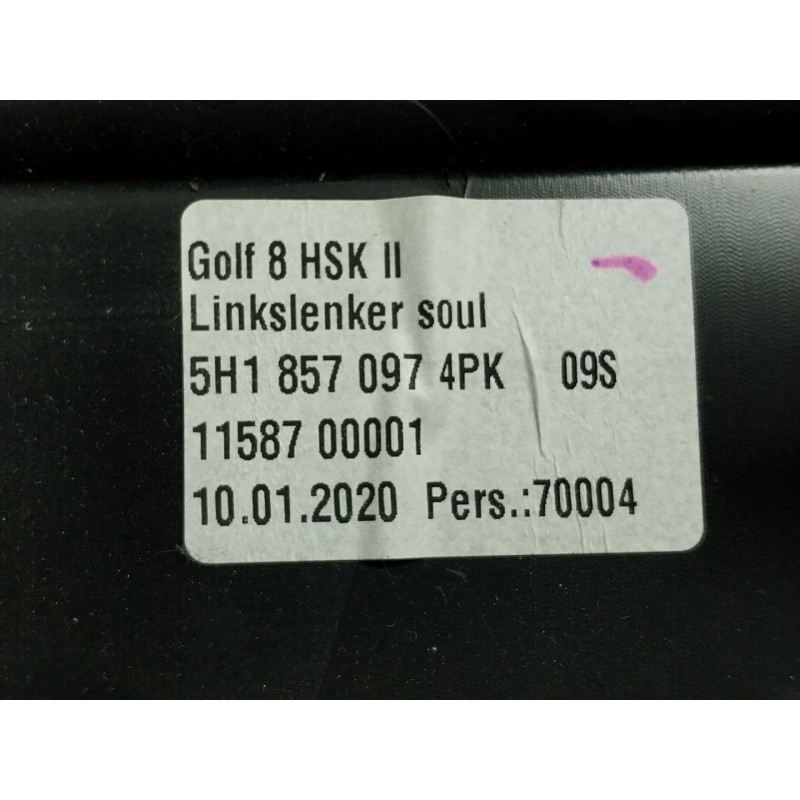 Golf 8 HSK II
Linkslenker soul
5H1 857 097 4PK 09S
11587 00001
10.01.2020 Pers.:70004